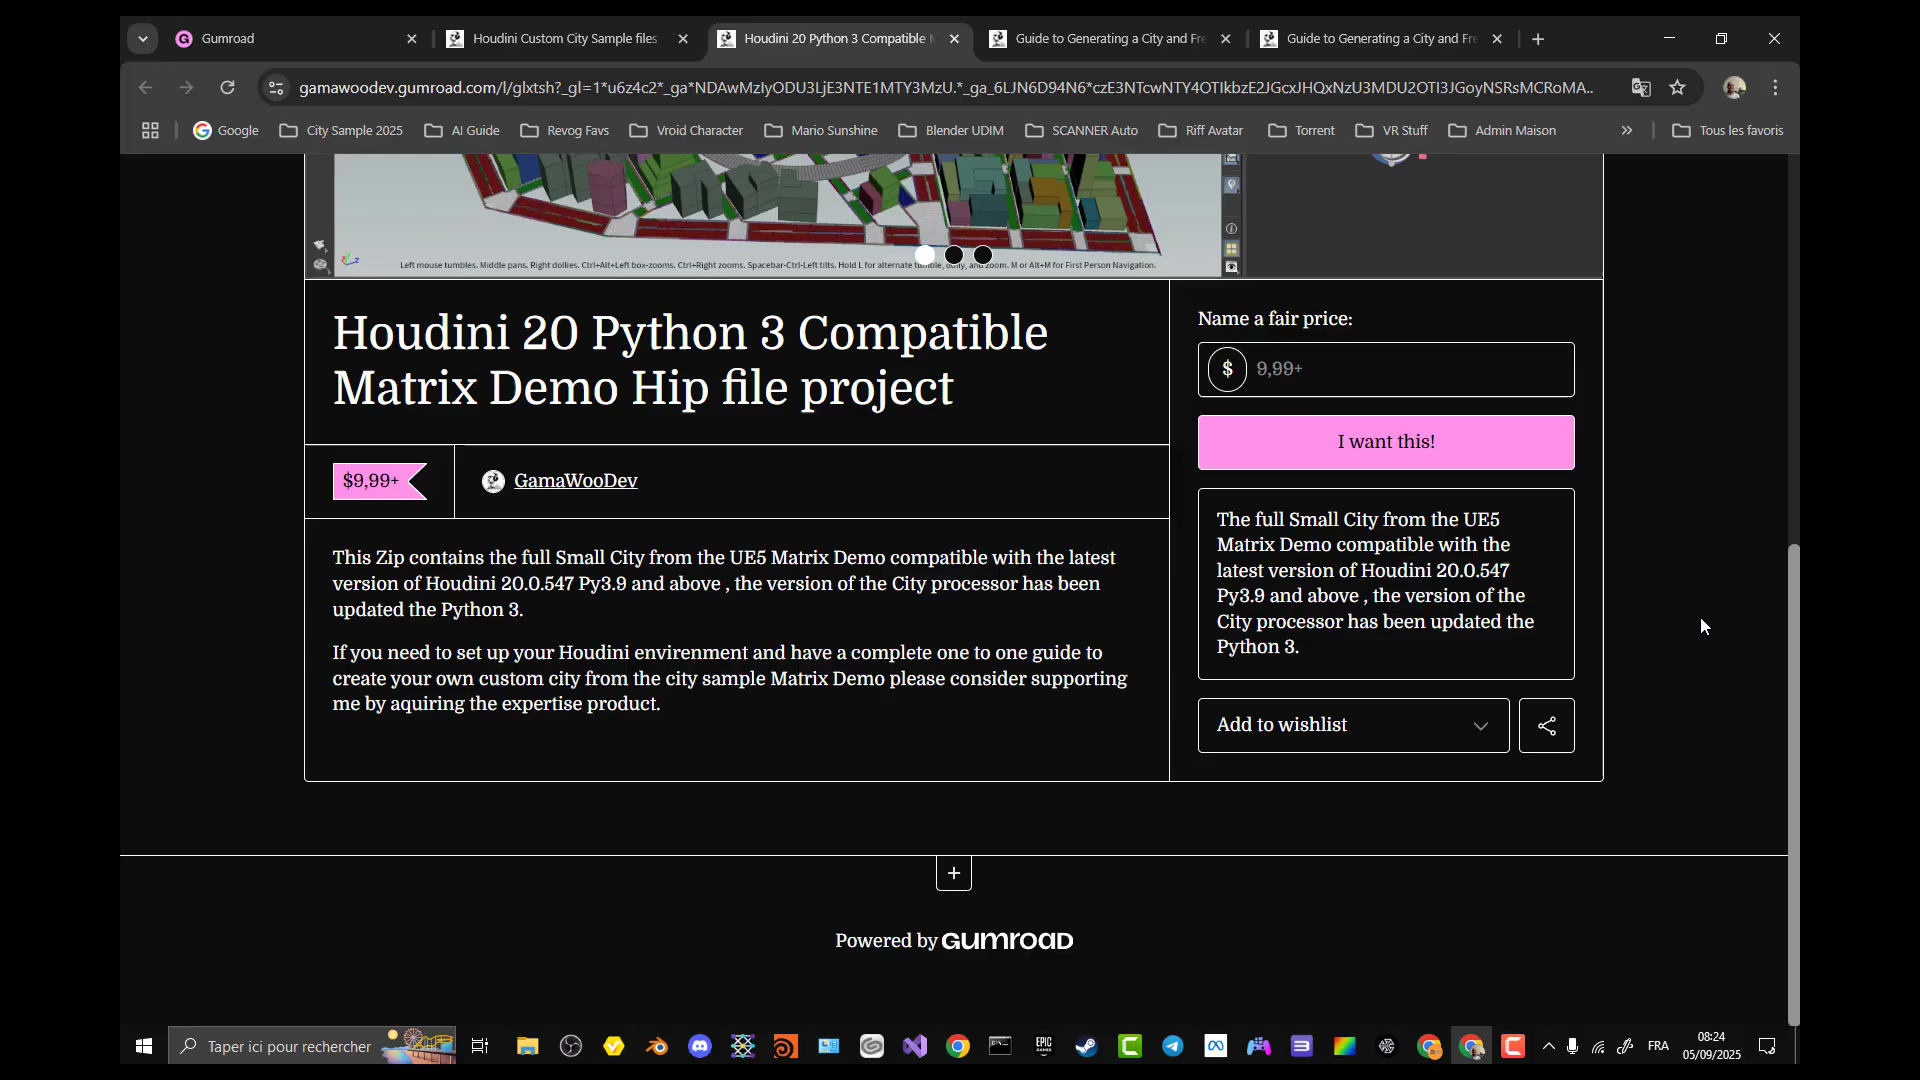 Gumroad
Houdini Custom City Sample files
Houdini 20 Python 3 Compatible
Guide to Generating a City and Fre
Guide to Generating a City and Fre
gamawoodev.gumroad.com/l/glxtsh?_gl=1*u6z4c2*_ga*NDAwMzIyODU3LjE3NTE1MTY3MzU.*_ga_6LJN6D94N6*czE3NTcwNTY4OTIkbzE2JGcxJHQxNzU3MDU2OTI3JGoyNSRsMCRoMA..
Google
City Sample 2025
AI Guide
Revog Favs
Vroid Character
Mario Sunshine
Blender UDIM
SCANNER Auto
Riff Avatar
Torrent
VR Stuff
Admin Maison
Tous les favoris
Left mouse tumbles. Middle pans. Right dollies. Ctrl+Alt+Left box-zooms. Ctrl+Right zooms. Spacebar-Ctrl-Left tilts. Hold L for alternate tumble, dolly, and zoom. M or Alt+M for First Person Navigation.
Houdini 20 Python 3 Compatible
Matrix Demo Hip file project
$9,99+
GamaWooDev
This Zip contains the full Small City from the UE5 Matrix Demo compatible with the latest
version of Houdini 20.0.547 Py3.9 and above , the version of the City processor has been
updated the Python 3.
If you need to set up your Houdini envirenment and have a complete one to one guide to
create your own custom city from the city sample Matrix Demo please consider supporting
me by aquiring the expertise product.
Name a fair price:
$ 9,99+
I want this!
The full Small City from the UE5
Matrix Demo compatible with the
latest version of Houdini 20.0.547
Py3.9 and above , the version of the
City processor has been updated the
Python 3.
Add to wishlist
+
Powered by GUMROAD
Taper ici pour rechercher
EPIC GAMES
FRA
08:24
05/09/2025